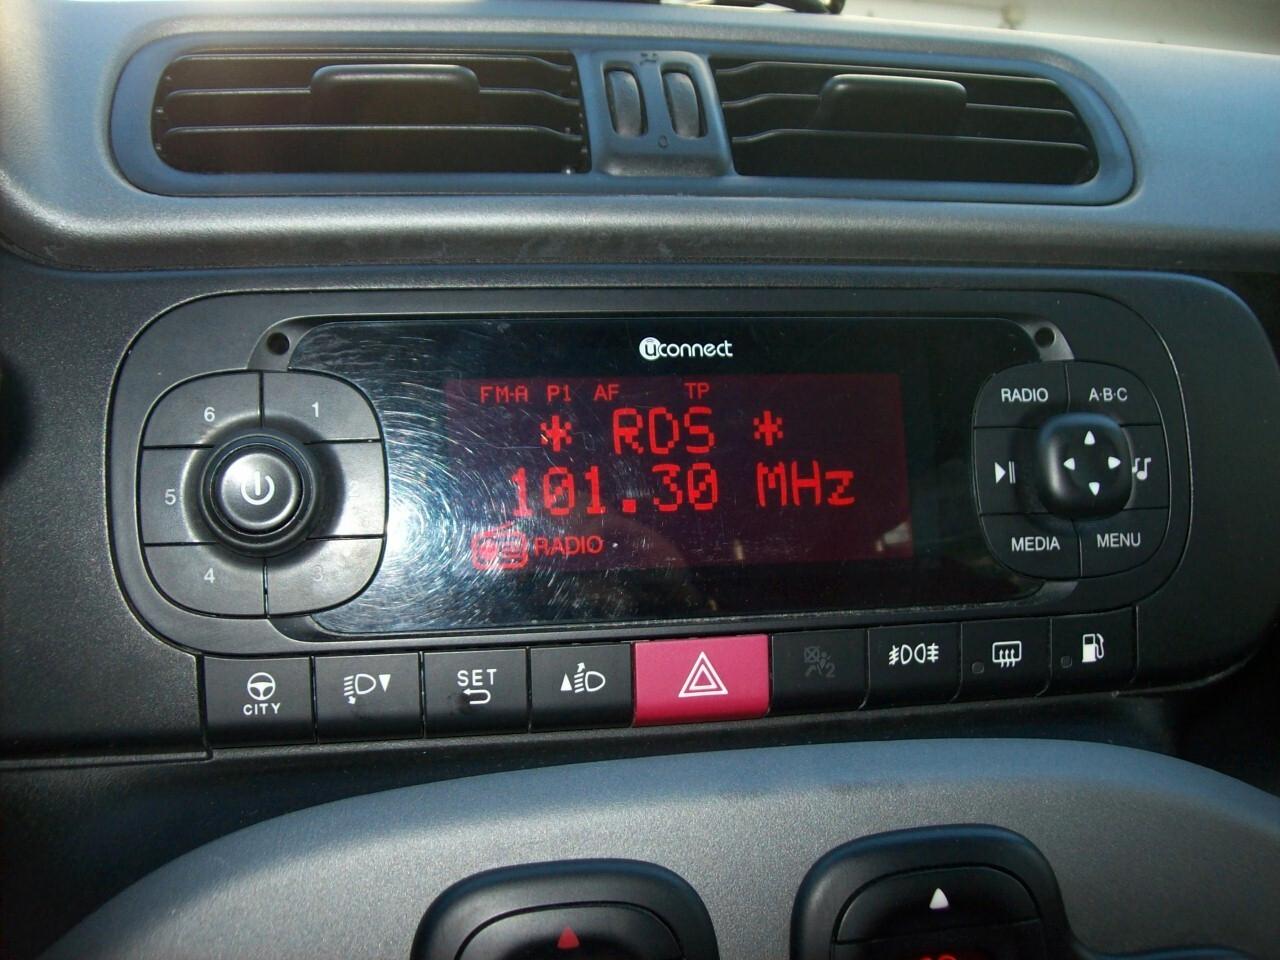 uconnect
FM-A P1 AF TP
* RDS *
101.30 MHz
RADIO
6 1
5 2
4 3
RADIO A·B·C
MEDIA MENU
CITY
SET
2